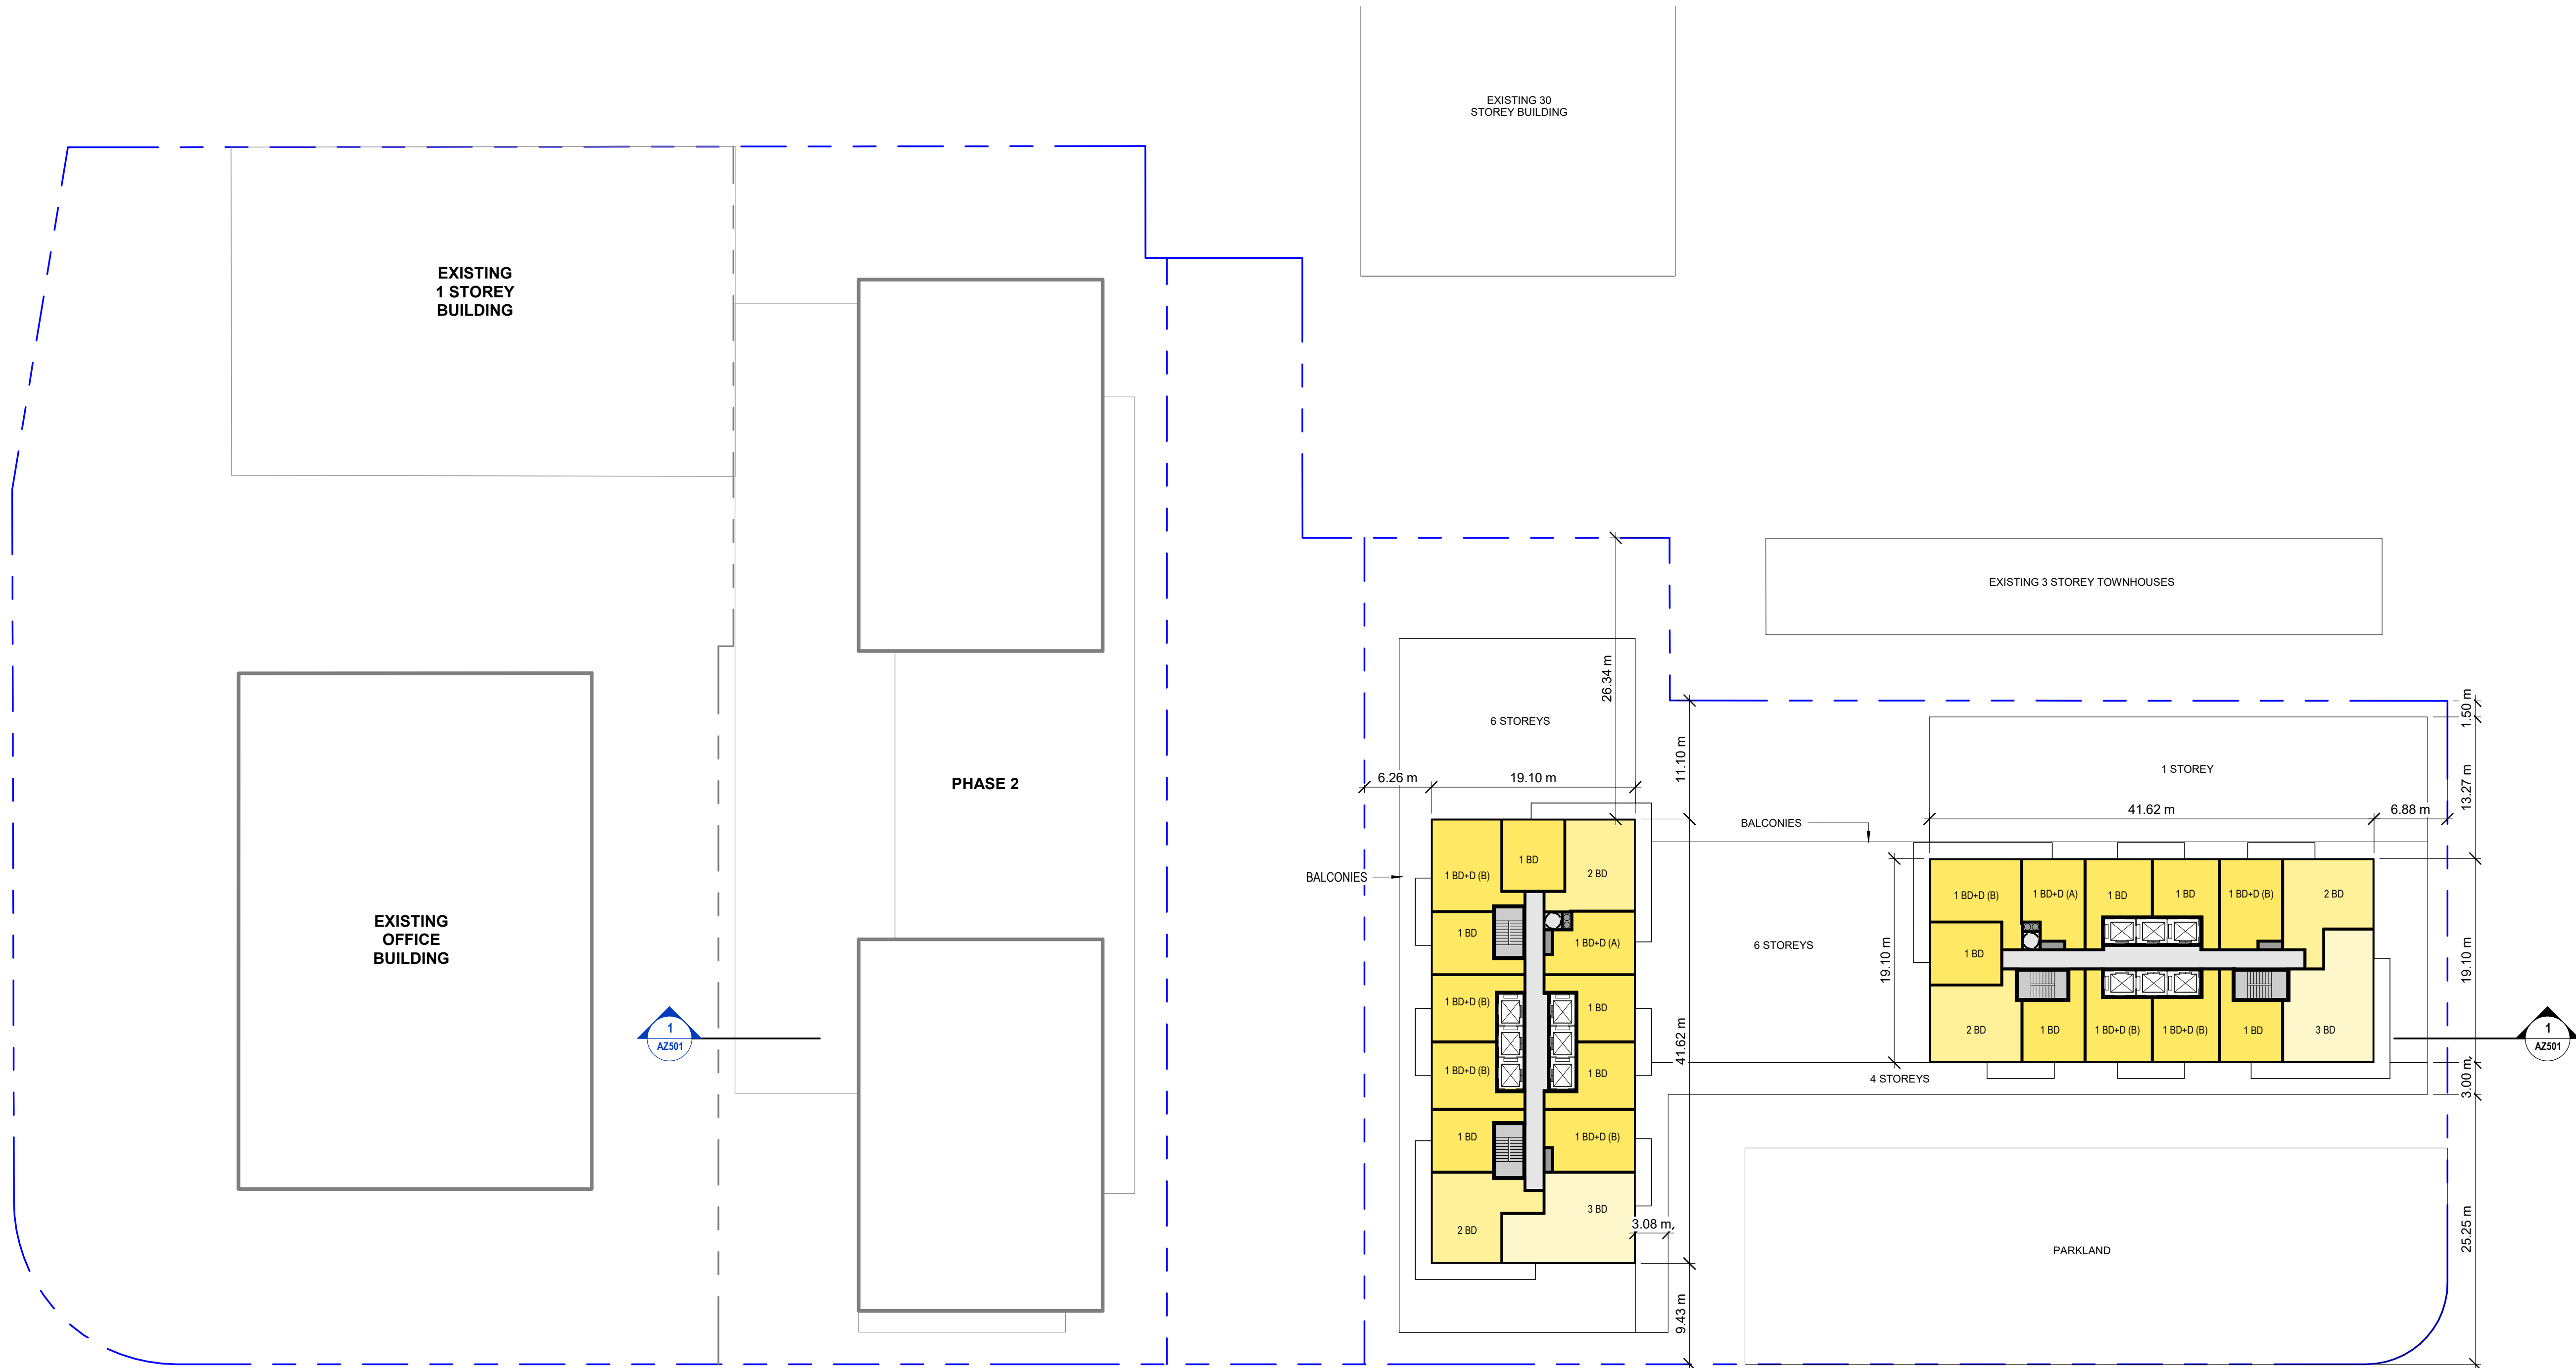 EXISTING 30
STOREY BUILDING
EXISTING
1 STOREY
BUILDING
EXISTING 3 STOREY TOWNHOUSES
26.34 m
6 STOREYS
1.50 m
11.10 m
1 STOREY
13.27 m
6.26 m
19.10 m
PHASE 2
41.62 m
6.88 m
BALCONIES
BALCONIES
1 BD+D (B)
1 BD
2 BD
1 BD
1 BD+D (A)
1 BD+D (B)
1 BD
1 BD+D (B)
1 BD
1 BD
1 BD+D (B)
2 BD
3 BD
3.08 m
41.62 m
9.43 m
6 STOREYS
19.10 m
1 BD+D (B)
1 BD+D (A)
1 BD
1 BD
1 BD+D (B)
2 BD
1 BD
2 BD
1 BD
1 BD+D (B)
1 BD+D (B)
1 BD
3 BD
19.10 m
4 STOREYS
3.00 m
25.25 m
EXISTING
OFFICE
BUILDING
1
AZ501
1
AZ501
PARKLAND